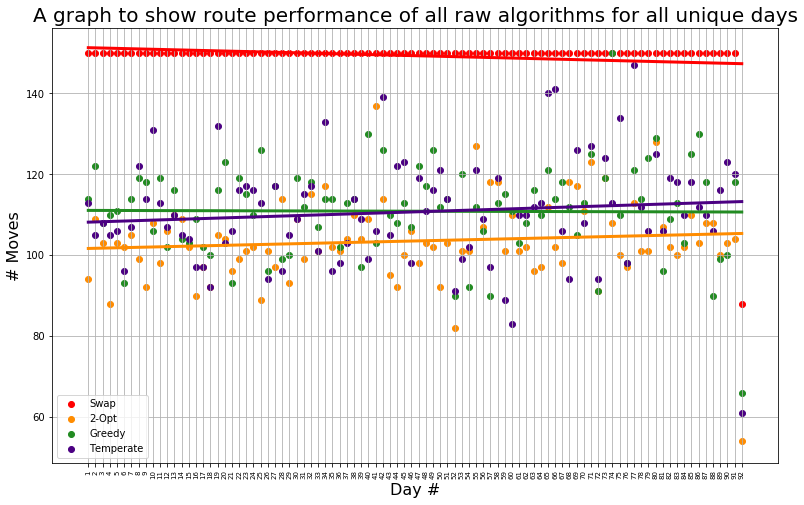 A graph to show route performance of all raw algorithms for all unique days
140
120
100
80
60
# Moves
Swap
2-Opt
Greedy
Temperate
1 2 3 4 5 6 7 8 9 10 11 12 13 14 15 16 17 18 19 20 21 22 23 24 25 26 27 28 29 30 31 32 33 34 35 36 37 38 39 40 41 42 43 44 45 46 47 48 49 50 51 52 53 54 55 56 57 58 59 60 61 62 63 64 65 66 67 68 69 70 71 72 73 74 75 76 77 78 79 80 81 82 83 84 85 86 87 88 89 90 91 92
Day #